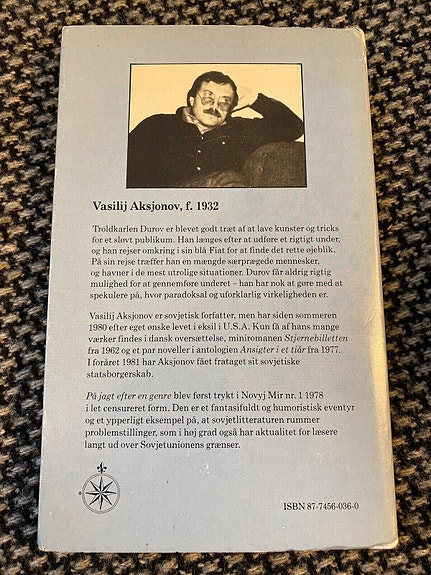 Vasilij Aksjonov, f. 1932
Troldkarlen Durov er blevet godt træt af at lave kunster og tricks
for et sløvt publikum. Han længes efter at udføre et rigtigt under,
og han rejser omkring i sin blå Fiat for at finde det rette øjeblik.
På sin rejse træffer han en mængde særprægede mennesker,
og havner i de mest utrolige situationer. Durov får aldrig rigtig
mulighed for at gennemføre underet – han har nok at gøre med at
spekulere på, hvor paradoksal og uforklarlig virkeligheden er.
Vasilij Aksjonov er sovjetisk forfatter, men har siden sommeren
1980 efter eget ønske levet i eksil i U.S.A. Kun få af hans mange
værker findes i dansk oversættelse, miniromanen Stjernebilletten
fra 1962 og et par noveller i antologien Ansigter i et tiår fra 1977.
I foråret 1981 har Aksjonov fået frataget sit sovjetiske
statsborgerskab.
På jagt efter en genre blev først trykt i Novyj Mir nr. 1 1978
i let censureret form. Den er et fantasifuldt og humoristisk eventyr
og et ypperligt eksempel på, at sovjetlitteraturen rummer
problemstillinger, som i høj grad også har aktualitet for læsere
langt ud over Sovjetunionens grænser.
ISBN 87-7456-036-0